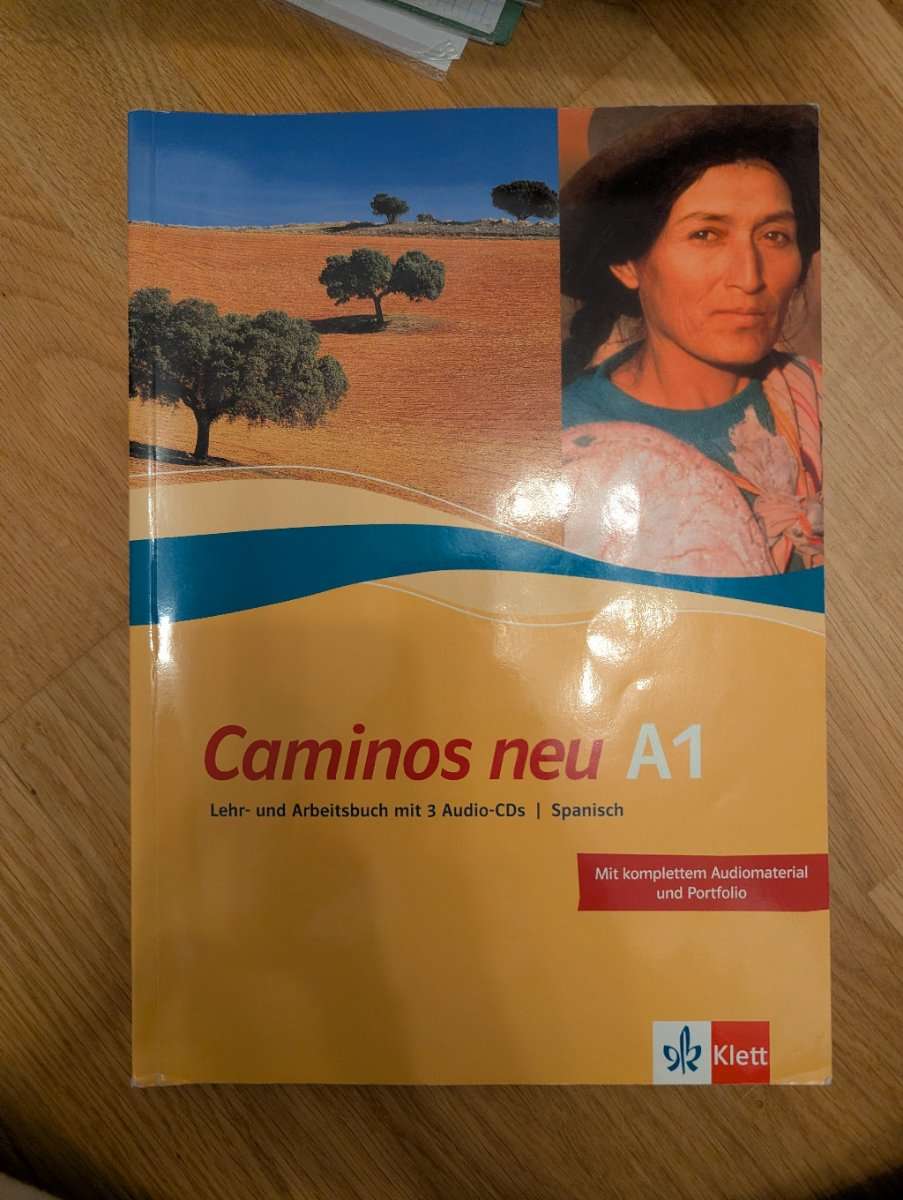 Caminos neu A1
Lehr- und Arbeitsbuch mit 3 Audio-CDs | Spanisch
Mit komplettem Audiomaterial
und Portfolio
Klett